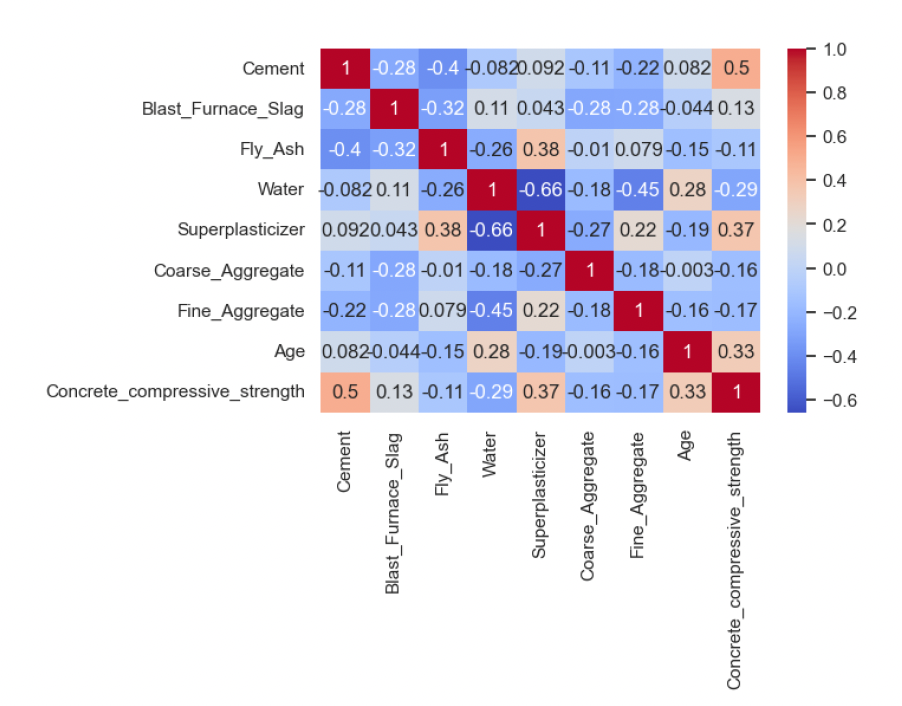 Cement 1 -0.28 -0.4 -0.082 0.092 -0.11 -0.22 0.082 0.5
Blast_Furnace_Slag -0.28 1 -0.32 0.11 0.043 -0.28 -0.28 -0.044 0.13
Fly_Ash -0.4 -0.32 1 -0.26 0.38 -0.01 0.079 -0.15 -0.11
Water -0.082 0.11 -0.26 1 -0.66 -0.18 -0.45 0.28 -0.29
Superplasticizer 0.092 0.043 0.38 -0.66 1 -0.27 0.22 -0.19 0.37
Coarse_Aggregate -0.11 -0.28 -0.01 -0.18 -0.27 1 -0.18 -0.003 -0.16
Fine_Aggregate -0.22 -0.28 0.079 -0.45 0.22 -0.18 1 -0.16 -0.17
Age 0.082 -0.044 -0.15 0.28 -0.19 -0.003 -0.16 1 0.33
Concrete_compressive_strength 0.5 0.13 -0.11 -0.29 0.37 -0.16 -0.17 0.33 1
Cement
Blast_Furnace_Slag
Fly_Ash
Water
Superplasticizer
Coarse_Aggregate
Fine_Aggregate
Age
Concrete_compressive_strength
1.0
0.8
0.6
0.4
0.2
0.0
−0.2
−0.4
−0.6